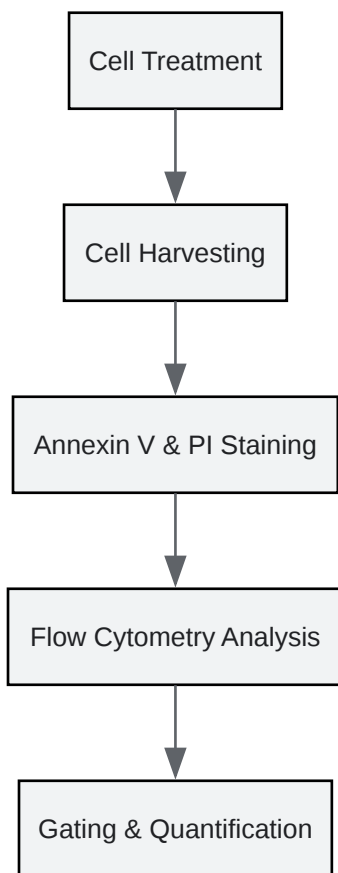 Cell Treatment
Cell Harvesting
Annexin V & PI Staining
Flow Cytometry Analysis
Gating & Quantification